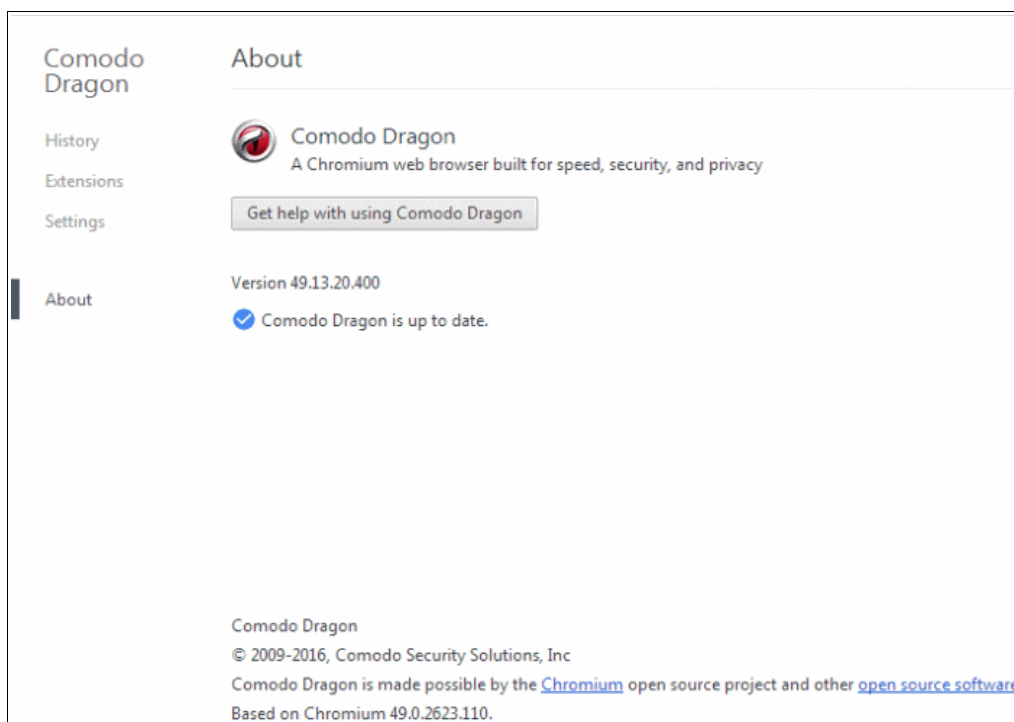 Comodo
Dragon
History
Extensions
Settings
About
About
Comodo Dragon
A Chromium web browser built for speed, security, and privacy
Get help with using Comodo Dragon
Version 49.13.20.400
Comodo Dragon is up to date.
Comodo Dragon
© 2009-2016, Comodo Security Solutions, Inc
Comodo Dragon is made possible by the Chromium open source project and other open source software
Based on Chromium 49.0.2623.110.